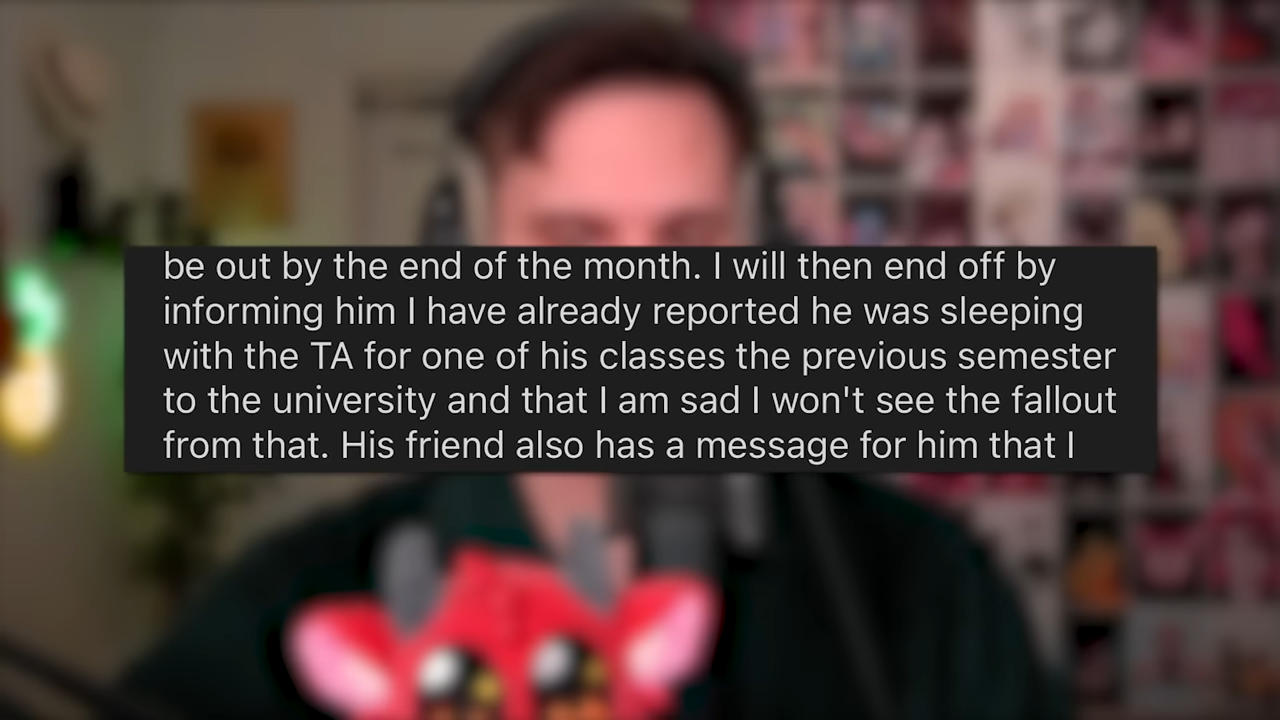 be out by the end of the month. I will then end off by
informing him I have already reported he was sleeping
with the TA for one of his classes the previous semester
to the university and that I am sad I won't see the fallout
from that. His friend also has a message for him that I